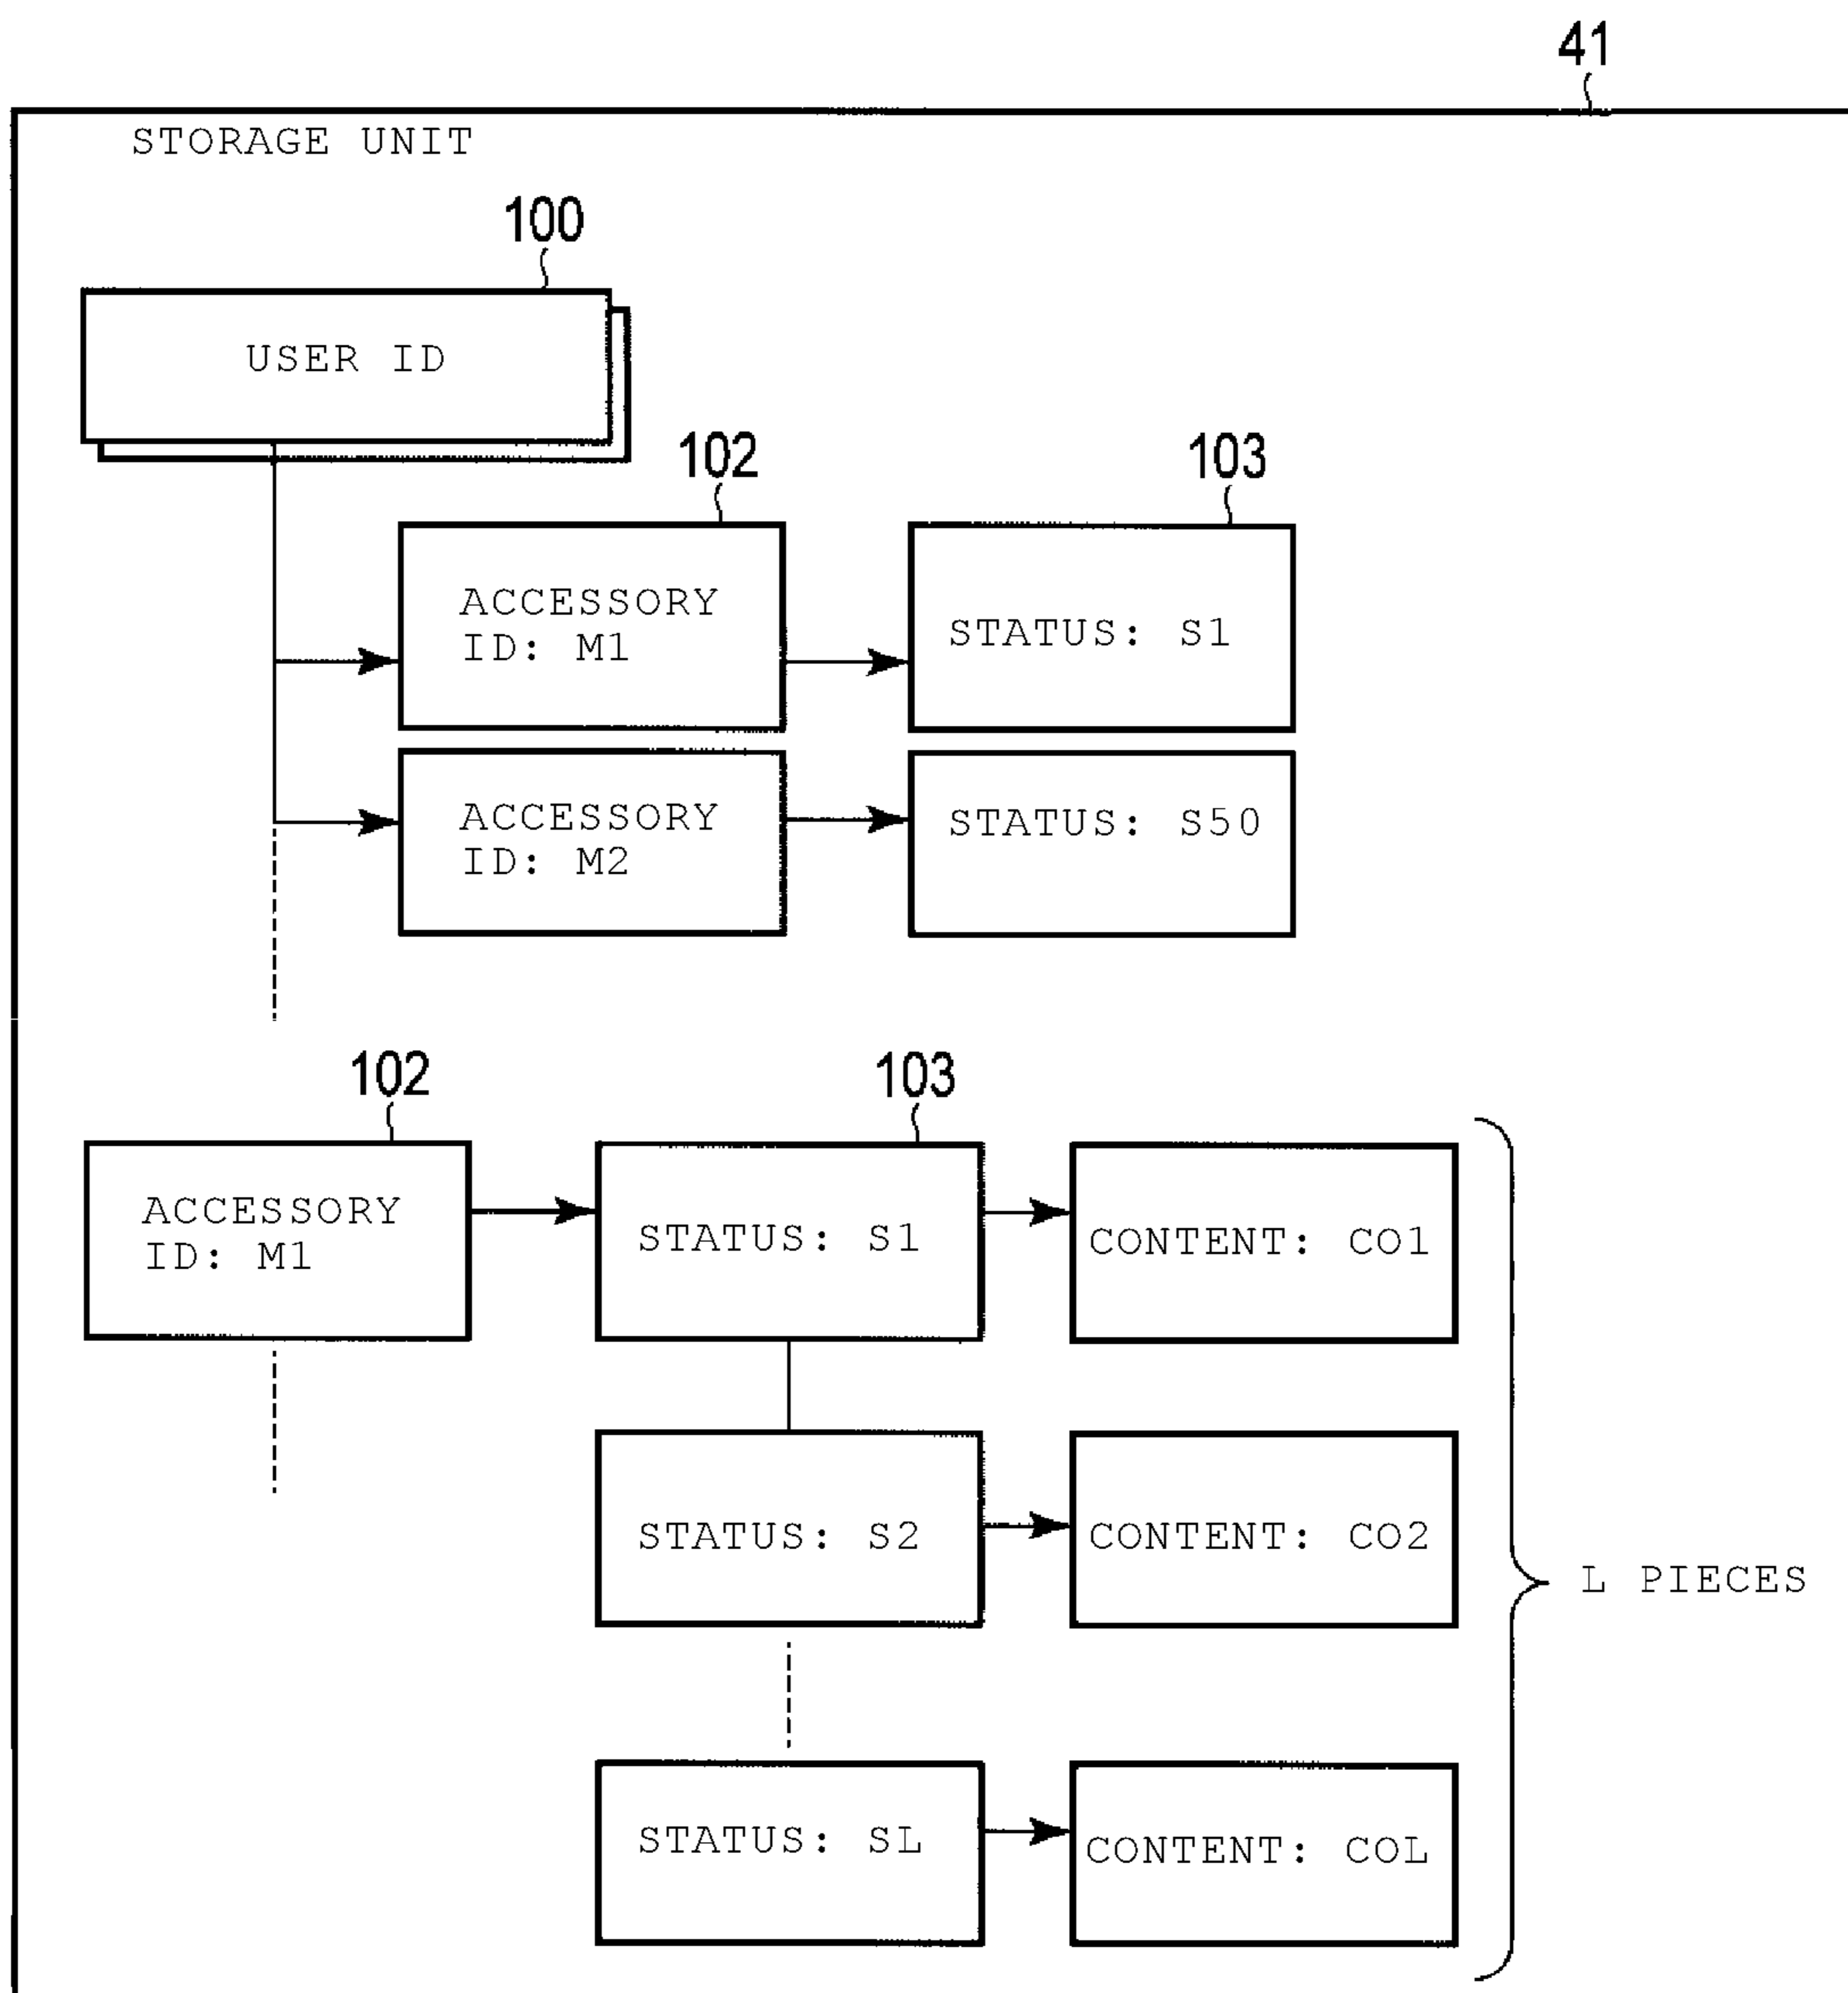 41
STORAGE UNIT
100
USER ID
102
103
ACCESSORY
ID: M1
STATUS: S1
ACCESSORY
ID: M2
STATUS: S50
102
103
ACCESSORY
ID: M1
STATUS: S1
CONTENT: CO1
STATUS: S2
CONTENT: CO2
L PIECES
STATUS: SL
CONTENT: COL